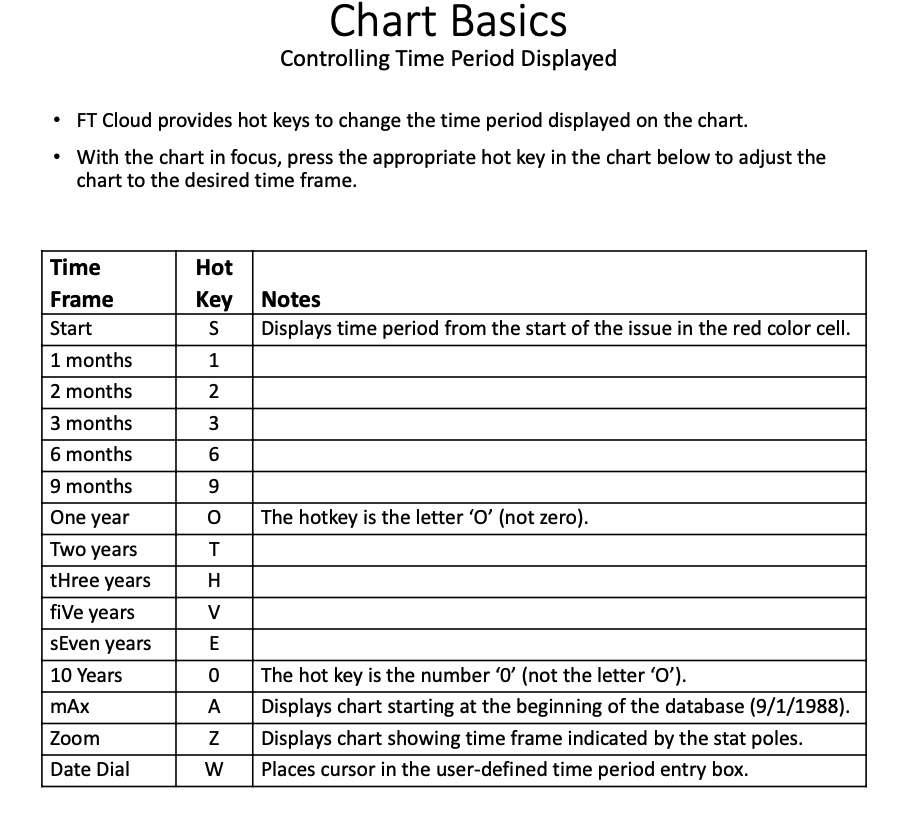 Chart Basics
Controlling Time Period Displayed
• FT Cloud provides hot keys to change the time period displayed on the chart.
• With the chart in focus, press the appropriate hot key in the chart below to adjust the
chart to the desired time frame.
Time Frame Hot Key Notes
Start S Displays time period from the start of the issue in the red color cell.
1 months 1
2 months 2
3 months 3
6 months 6
9 months 9
One year O The hotkey is the letter ‘O’ (not zero).
Two years T
tHree years H
fiVe years V
sEven years E
10 Years 0 The hot key is the number ‘0’ (not the letter ‘O’).
mAx A Displays chart starting at the beginning of the database (9/1/1988).
Zoom Z Displays chart showing time frame indicated by the stat poles.
Date Dial W Places cursor in the user-defined time period entry box.